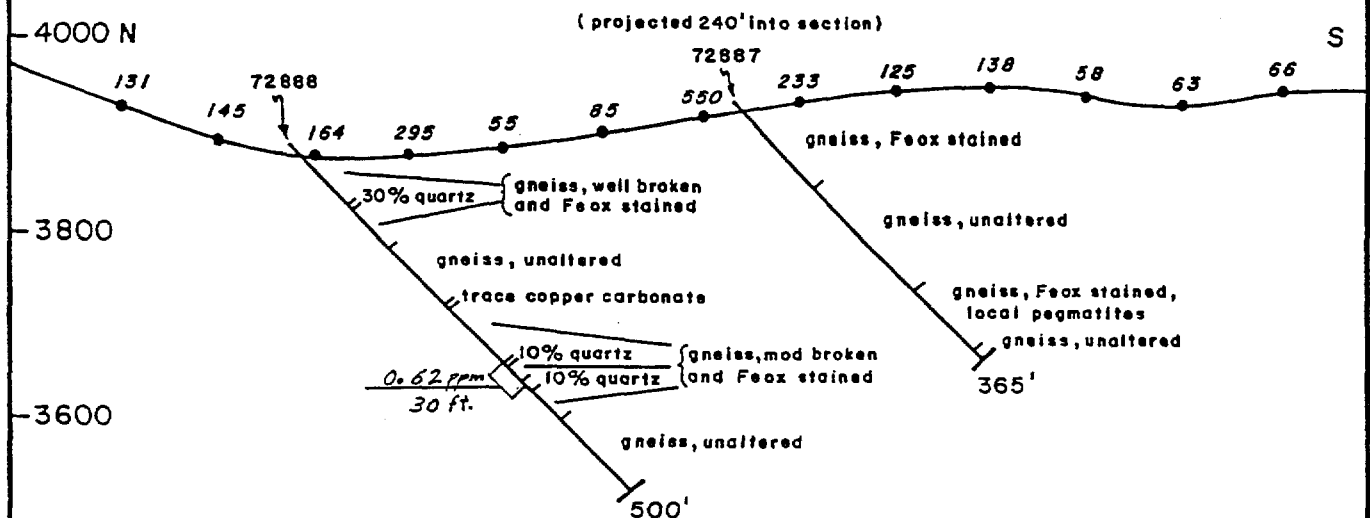 (projected 240' into section)
4000 N
S
72888
72887
131
145
164
295
55
85
550
233
125
138
58
63
66
gneiss, Feox stained
30% quartz
gneiss, well broken
and Feox stained
3800
gneiss, unaltered
gneiss, unaltered
trace copper carbonate
gneiss, Feox stained,
local pegmatites
gneiss, unaltered
10% quartz
10% quartz
gneiss, mod broken
and Feox stained
365'
0.62 ppm
30 ft.
3600
gneiss, unaltered
500'